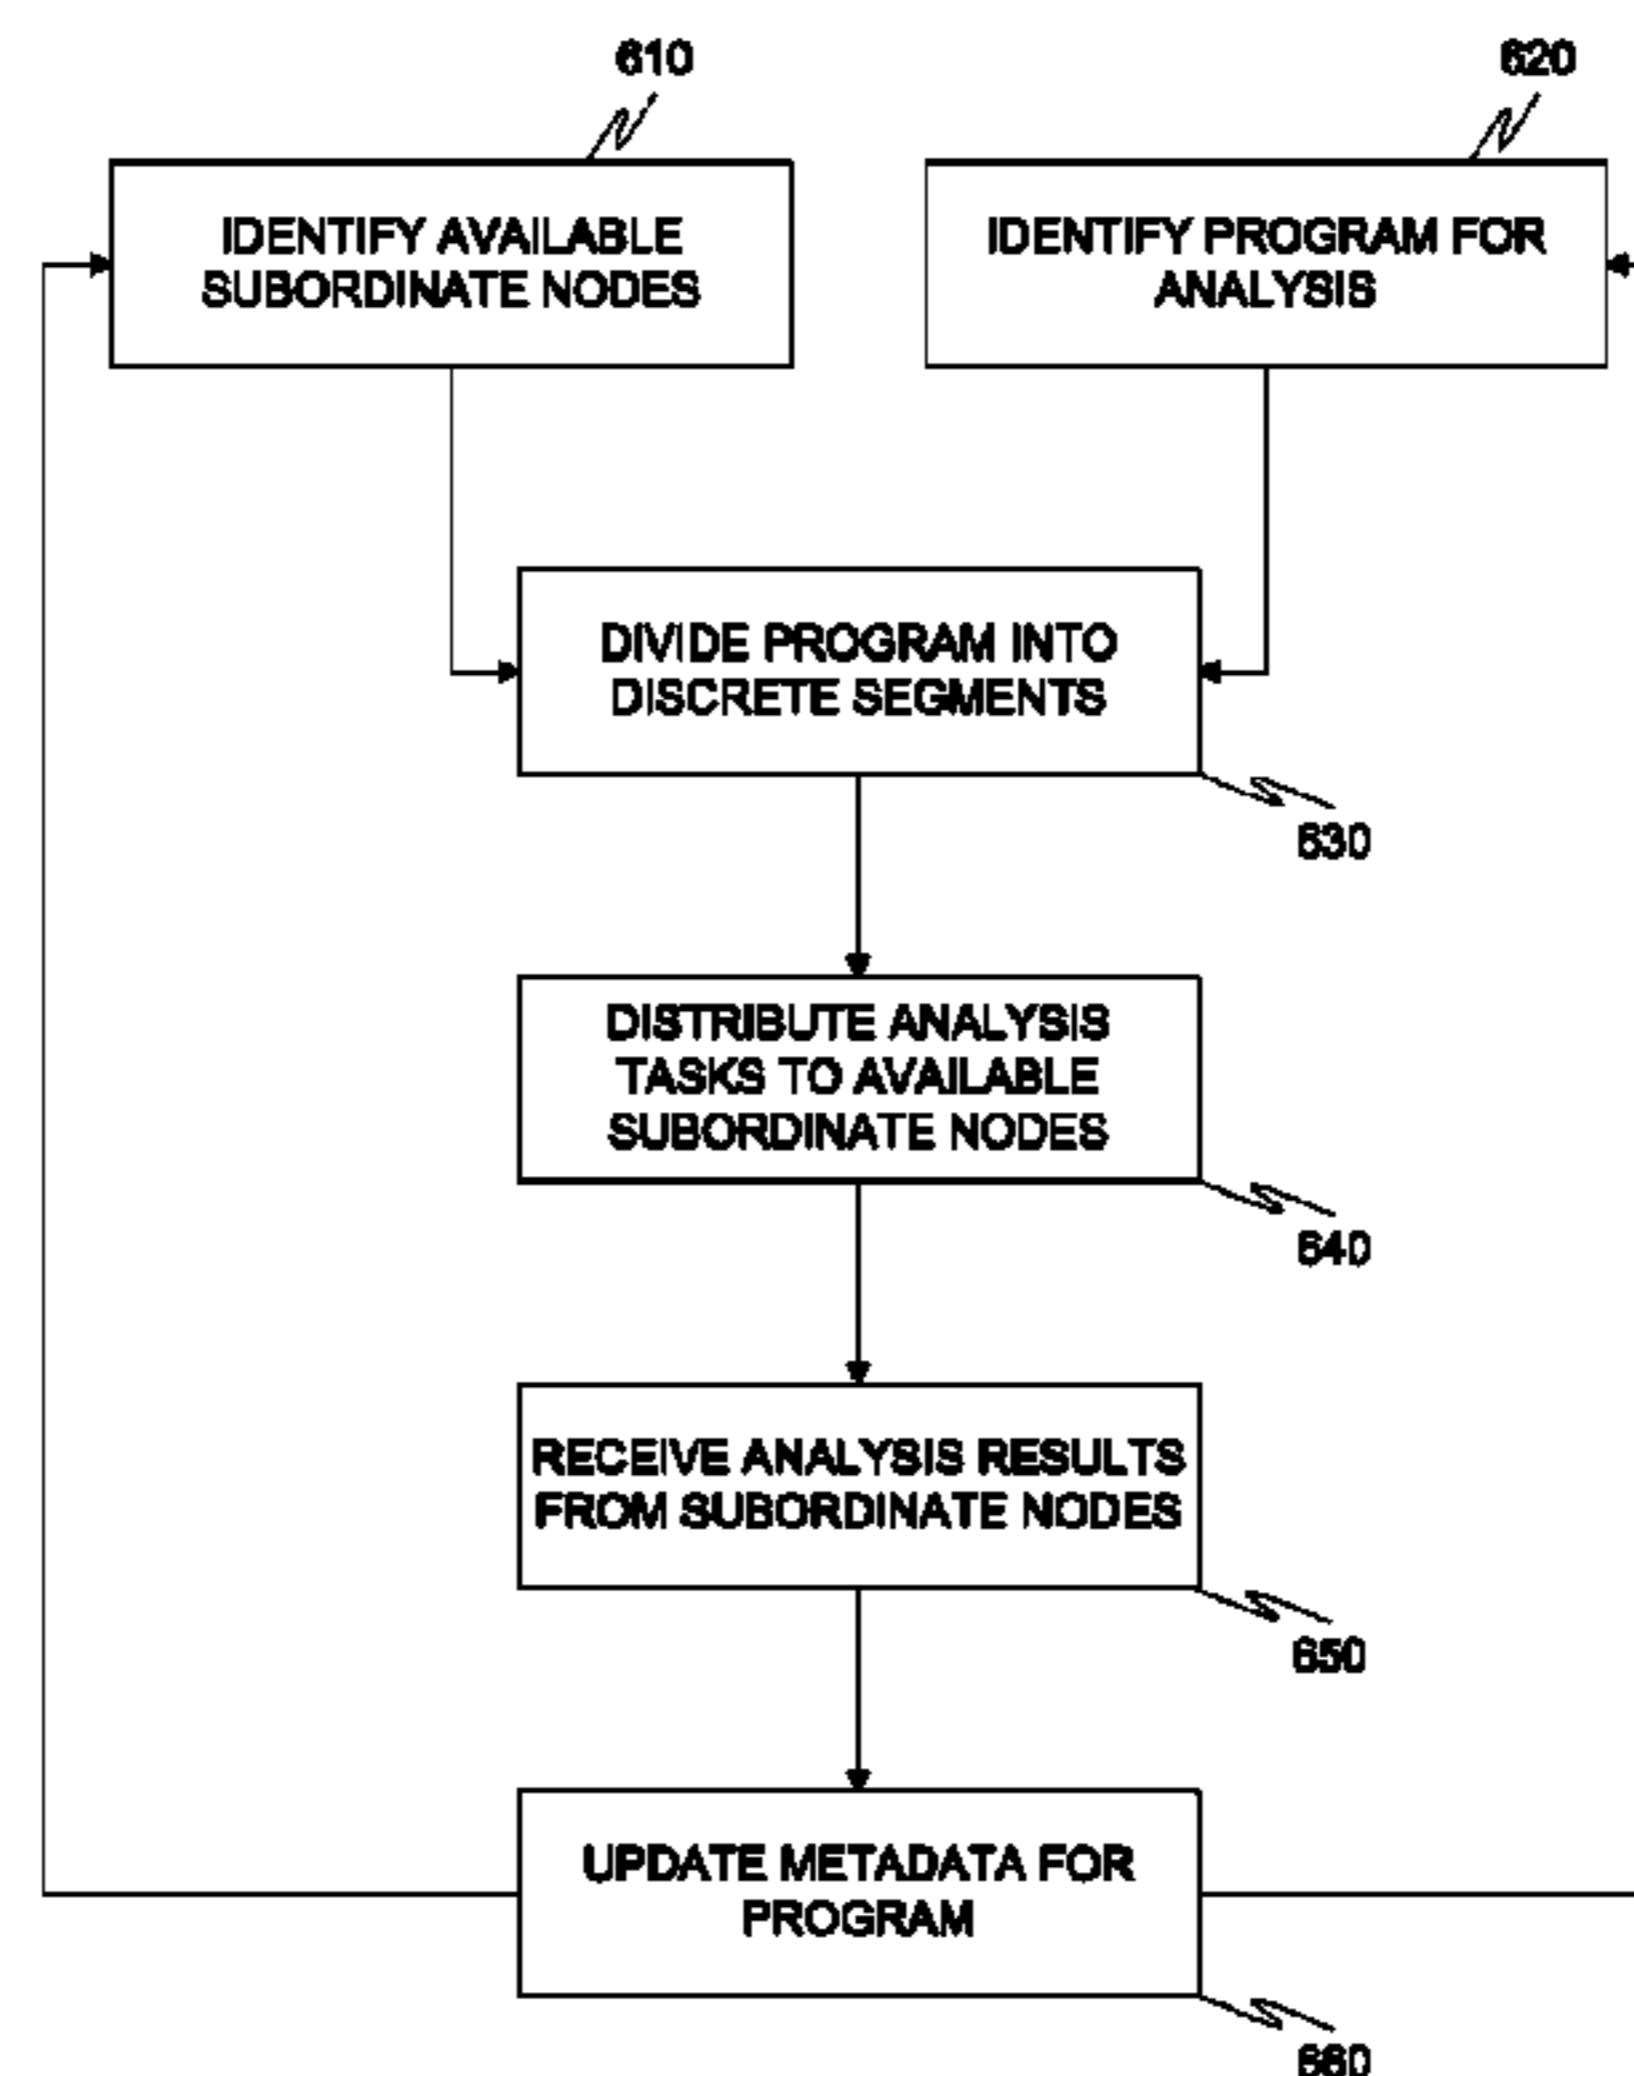 610
620
IDENTIFY AVAILABLE
SUBORDINATE NODES
IDENTIFY PROGRAM FOR
ANALYSIS
DIVIDE PROGRAM INTO
DISCRETE SEGMENTS
630
DISTRIBUTE ANALYSIS
TASKS TO AVAILABLE
SUBORDINATE NODES
640
RECEIVE ANALYSIS RESULTS
FROM SUBORDINATE NODES
650
UPDATE METADATA FOR
PROGRAM
660